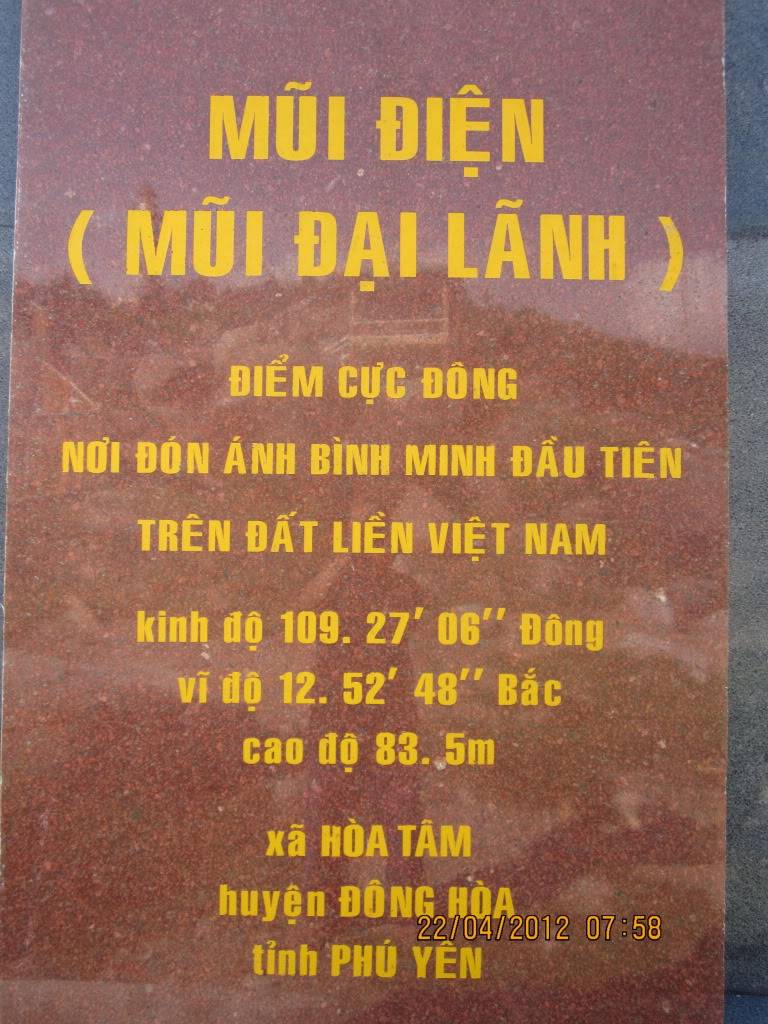 MŨI ĐIỆN
( MŨI ĐẠI LÃNH )
ĐIỂM CỰC ĐÔNG
NƠI ĐÓN ÁNH BÌNH MINH ĐẦU TIÊN
TRÊN ĐẤT LIỀN VIỆT NAM
kinh độ 109. 27′ 06′′ Đông
vĩ độ 12. 52′ 48′′ Bắc
cao độ 83. 5m
xã HÒA TÂM
huyện ĐÔNG HÒA
22/04/2012 07:58
tỉnh PHÚ YÊN